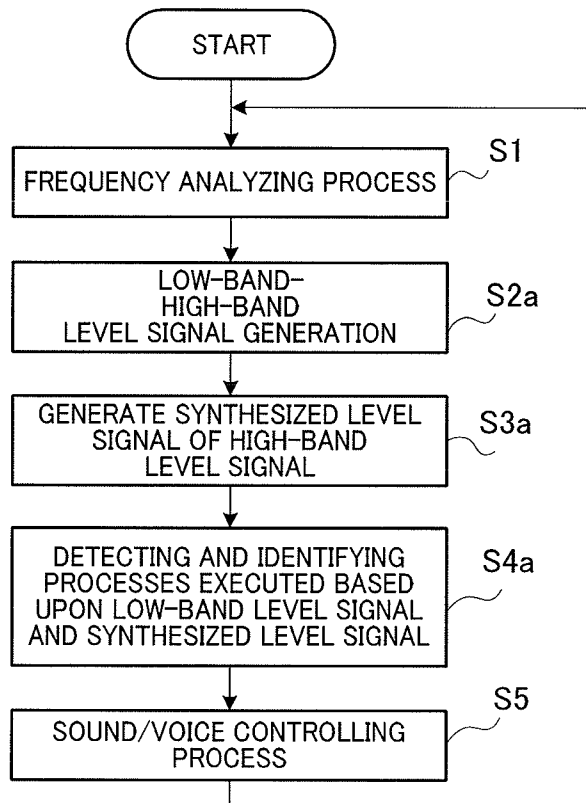 START
FREQUENCY ANALYZING PROCESS
S1
LOW-BAND-
HIGH-BAND
LEVEL SIGNAL GENERATION
S2a
GENERATE SYNTHESIZED LEVEL
SIGNAL OF HIGH-BAND
LEVEL SIGNAL
S3a
DETECTING AND IDENTIFYING
PROCESSES EXECUTED BASED
UPON LOW-BAND LEVEL SIGNAL
AND SYNTHESIZED LEVEL SIGNAL
S4a
SOUND/VOICE CONTROLLING
PROCESS
S5